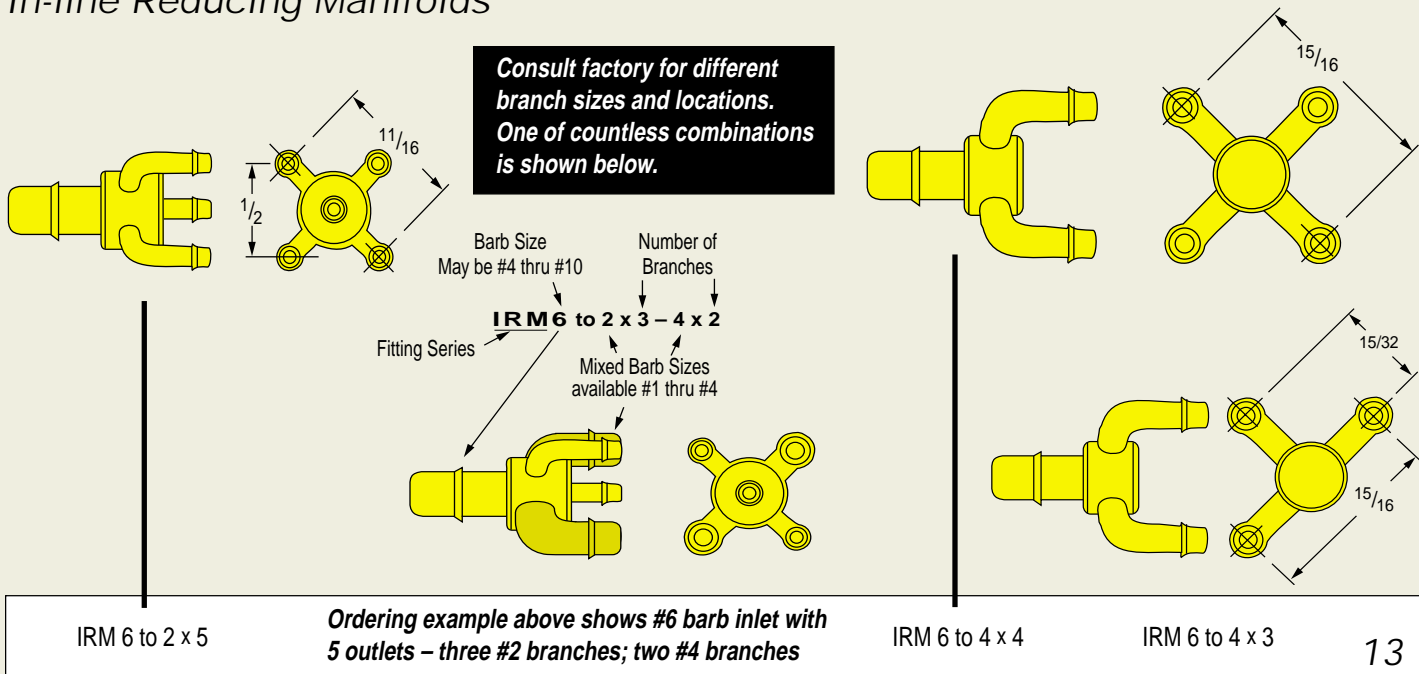 In-line Reducing Manifolds
Consult factory for different
branch sizes and locations.
One of countless combinations
is shown below.
11/16
1/2
15/16
Barb Size
May be #4 thru #10
Number of
Branches
IRM6 to 2 x 3 – 4 x 2
Fitting Series
Mixed Barb Sizes
available #1 thru #4
15/32
15/16
IRM 6 to 2 x 5
Ordering example above shows #6 barb inlet with
5 outlets – three #2 branches; two #4 branches
IRM 6 to 4 x 4
IRM 6 to 4 x 3
13